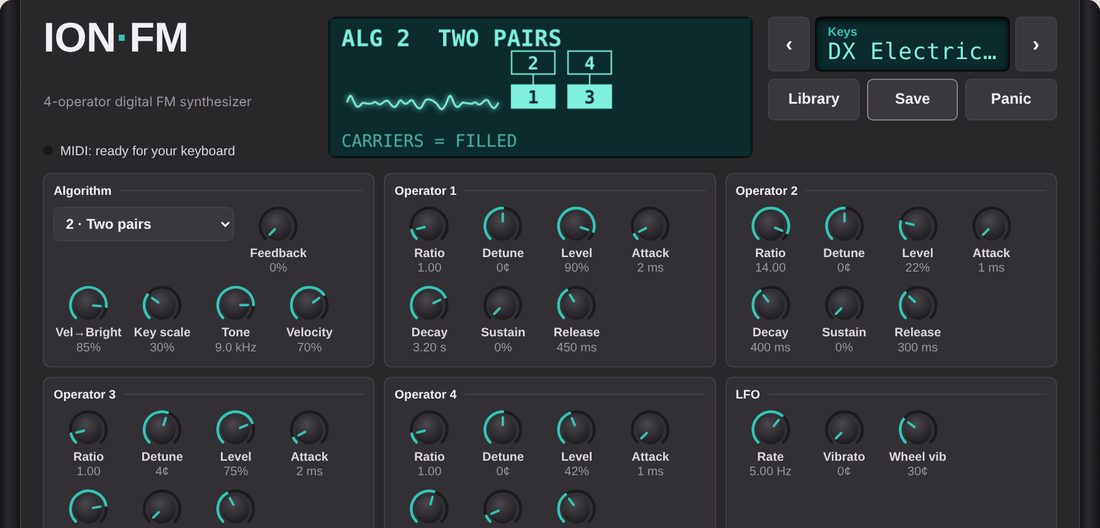 ION·FM
4-operator digital FM synthesizer
MIDI: ready for your keyboard
ALG 2 TWO PAIRS
2 4
1 3
CARRIERS = FILLED
‹
Keys
DX Electric…
›
Library Save Panic
Algorithm
2 · Two pairs
Feedback
0%
Vel→Bright Key scale Tone Velocity
85% 30% 9.0 kHz 70%
Operator 1
Ratio Detune Level Attack
1.00 0¢ 90% 2 ms
Decay Sustain Release
3.20 s 0% 450 ms
Operator 2
Ratio Detune Level Attack
14.00 0¢ 22% 1 ms
Decay Sustain Release
400 ms 0% 300 ms
Operator 3
Ratio Detune Level Attack
1.00 4¢ 75% 2 ms
Operator 4
Ratio Detune Level Attack
1.00 0¢ 42% 1 ms
LFO
Rate Vibrato Wheel vib
5.00 Hz 0¢ 30¢